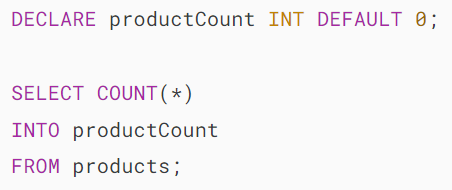 DECLARE productCount INT DEFAULT 0;
SELECT COUNT(*)
INTO productCount
FROM products;